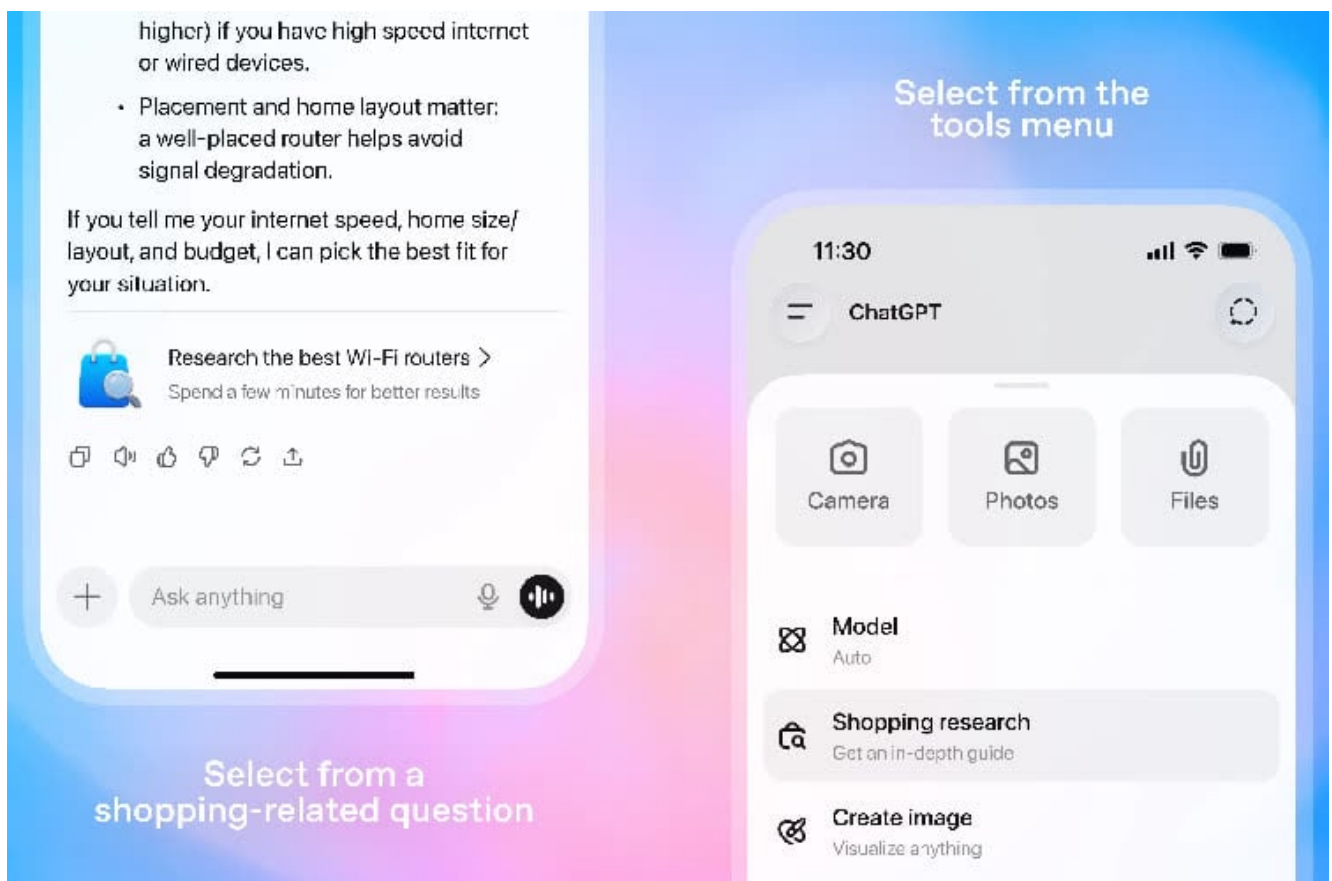 higher) if you have high speed internet
or wired devices.
• Placement and home layout matter:
a well-placed router helps avoid
signal degradation.
If you tell me your internet speed, home size/
layout, and budget, I can pick the best fit for
your situation.
Research the best Wi-Fi routers >
Spend a few minutes for better results
Ask anything
Select from a
shopping-related question
Select from the
tools menu
11:30
ChatGPT
Camera
Photos
Files
Model
Auto
Shopping research
Get an in-depth guide
Create image
Visualize anything